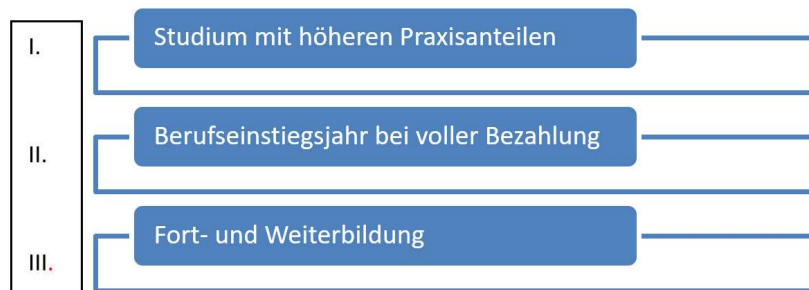 I.
Studium mit höheren Praxisanteilen
II.
Berufseinstiegsjahr bei voller Bezahlung
III.
Fort- und Weiterbildung